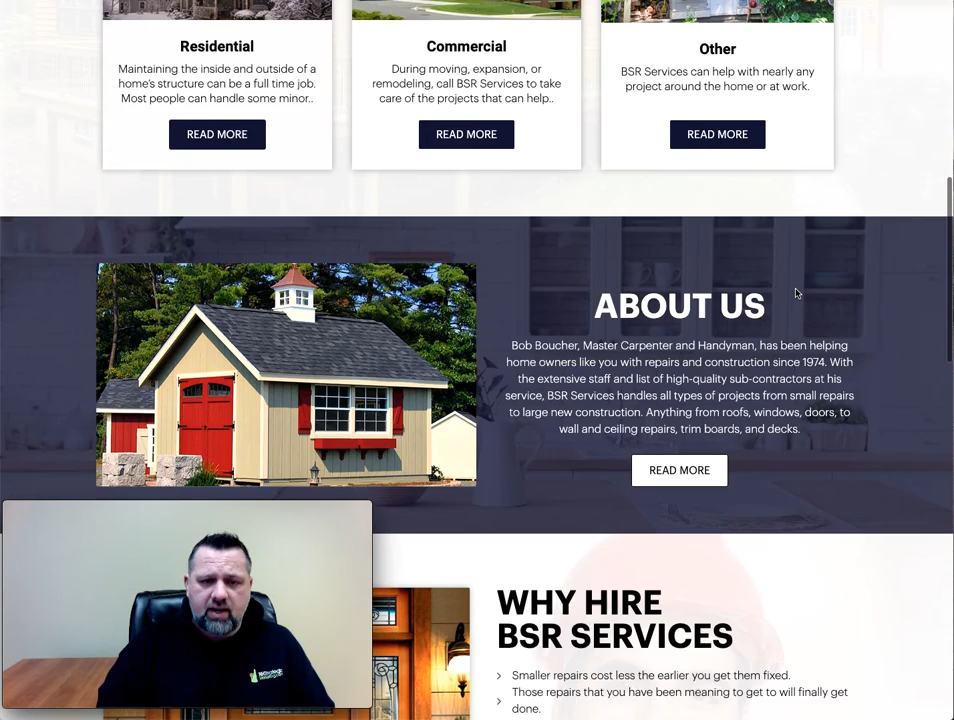 Residential
Maintaining the inside and outside of a
home's structure can be a full time job.
Most people can handle some minor..
READ MORE
Commercial
During moving, expansion, or
remodeling, call BSR Services to take
care of the projects that can help..
READ MORE
Other
BSR Services can help with nearly any
project around the home or at work.
READ MORE
ABOUT US
Bob Boucher, Master Carpenter and Handyman, has been helping
home owners like you with repairs and construction since 1974. With
the extensive staff and list of high-quality sub-contractors at his
service, BSR Services handles all types of projects from small repairs
to large new construction. Anything from roofs, windows, doors, to
wall and ceiling repairs, trim boards, and decks.
READ MORE
WHY HIRE
BSR SERVICES
Smaller repairs cost less the earlier you get them fixed.
Those repairs that you have been meaning to get to will finally get
done.